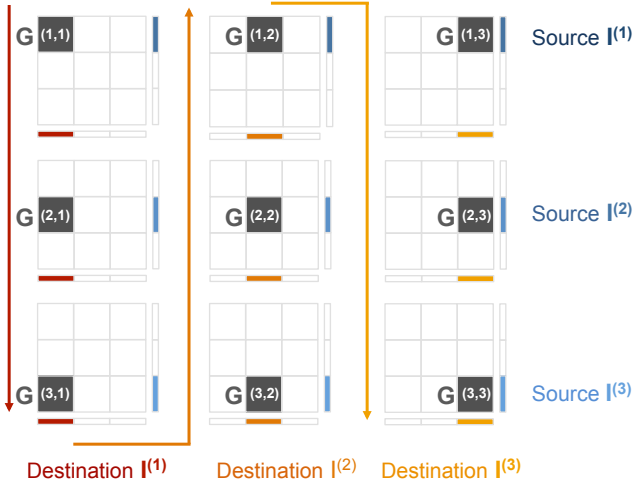 G (1,1) G (1,2) G (1,3) Source I(1)
G (2,1) G (2,2) G (2,3) Source I(2)
G (3,1) G (3,2) G (3,3) Source I(3)
Destination I(1) Destination I(2) Destination I(3)